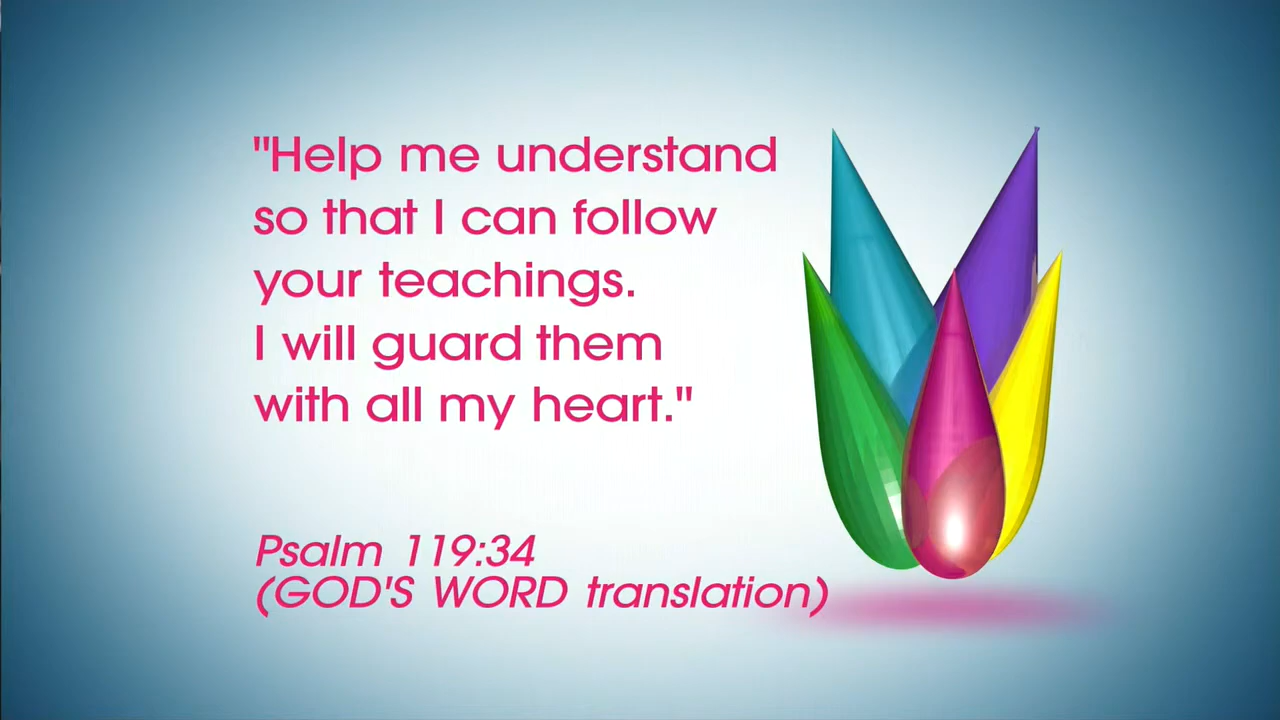 "Help me understand
so that I can follow
your teachings.
I will guard them
with all my heart."
Psalm 119:34
(GOD'S WORD translation)